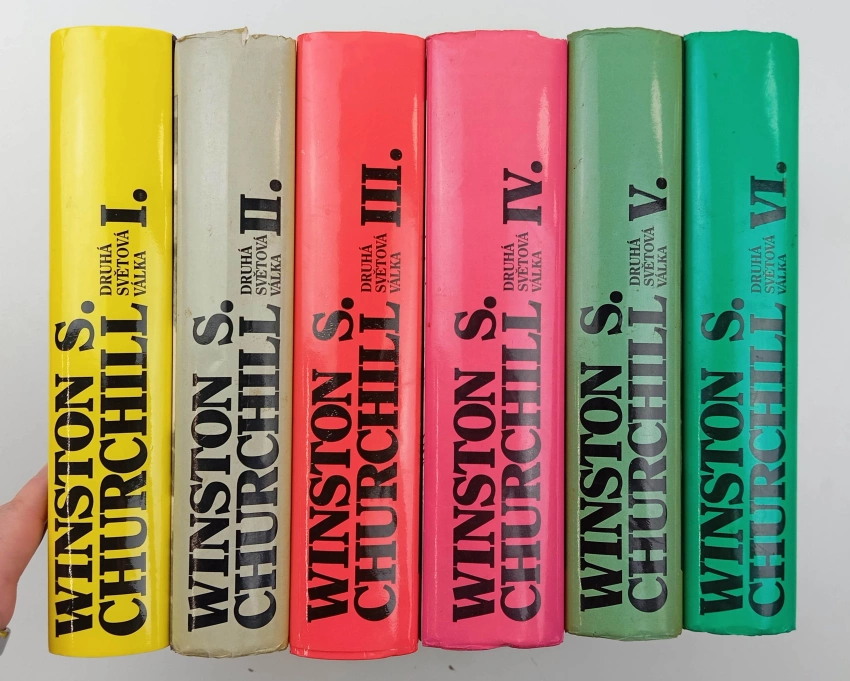 WINSTON S.
CHURCHILL
DRUHÁ
SVĚTOVÁ
VÁLKA
I.
WINSTON S.
CHURCHILL
DRUHÁ
SVĚTOVÁ
VÁLKA
II.
WINSTON S.
CHURCHILL
DRUHÁ
SVĚTOVÁ
VÁLKA
III.
WINSTON S.
CHURCHILL
DRUHÁ
SVĚTOVÁ
VÁLKA
IV.
WINSTON S.
CHURCHILL
DRUHÁ
SVĚTOVÁ
VÁLKA
V.
WINSTON S.
CHURCHILL
DRUHÁ
SVĚTOVÁ
VÁLKA
VI.